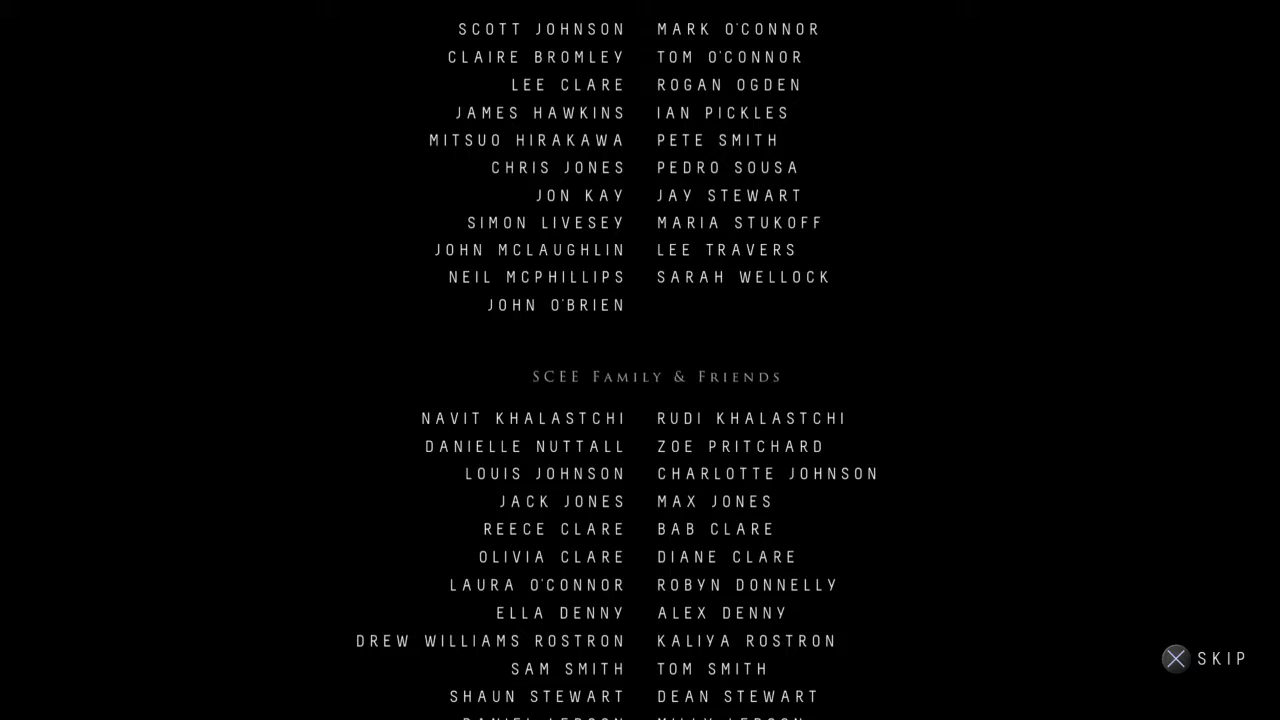 SCOTT JOHNSON MARK O'CONNOR
CLAIRE BROMLEY TOM O'CONNOR
LEE CLARE ROGAN OGDEN
JAMES HAWKINS IAN PICKLES
MITSUO HIRAKAWA PETE SMITH
CHRIS JONES PEDRO SOUSA
JON KAY JAY STEWART
SIMON LIVESEY MARIA STUKOFF
JOHN MCLAUGHLIN LEE TRAVERS
NEIL MCPHILLIPS SARAH WELLOCK
JOHN O'BRIEN
SCEE FAMILY & FRIENDS
NAVIT KHALASTCHI RUDI KHALASTCHI
DANIELLE NUTTALL ZOE PRITCHARD
LOUIS JOHNSON CHARLOTTE JOHNSON
JACK JONES MAX JONES
REECE CLARE BAB CLARE
OLIVIA CLARE DIANE CLARE
LAURA O'CONNOR ROBYN DONNELLY
ELLA DENNY ALEX DENNY
DREW WILLIAMS ROSTRON KALIYA ROSTRON
SAM SMITH TOM SMITH
SKIP
SHAUN STEWART DEAN STEWART